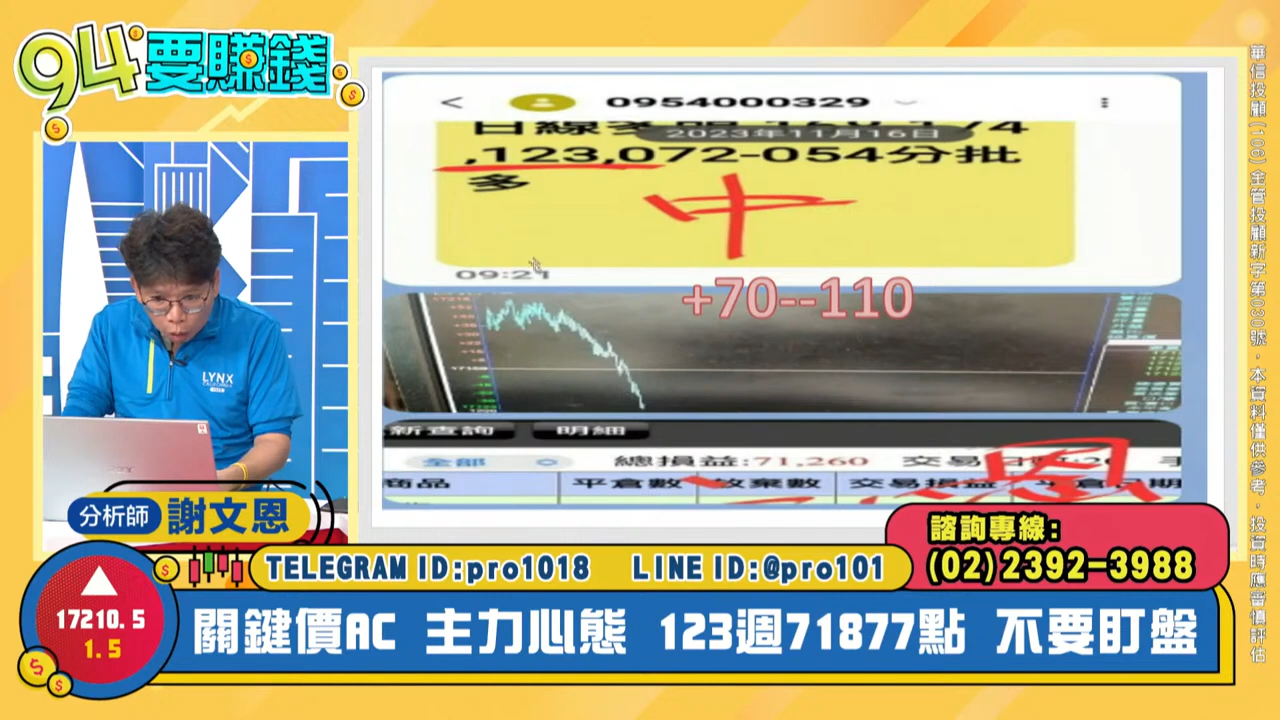 94要賺錢
0954000329
2023年11月16日
,123,072-054分批
多
中
09:21
+70--110
新查詢 明細
全部 總損益:71,260
商品 平倉數 放棄數 交易損益
LYNX
分析師 謝文恩
諮詢專線:
(02)2392-3988
TELEGRAM ID:pro1018 LINE ID:@pro101
17210.5
1.5
關鍵價AC 主力心態 123週71877點 不要盯盤
華信投顧(106)金管投顧新字第030號，本資料僅供參考，投資時應審慎評估